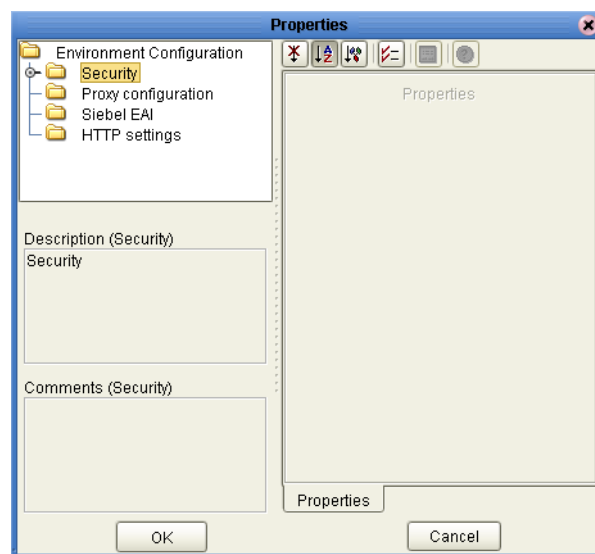 Properties
Environment Configuration
Security
Proxy configuration
Siebel EAI
HTTP settings
Description (Security)
Security
Comments (Security)
Properties
Properties
OK
Cancel